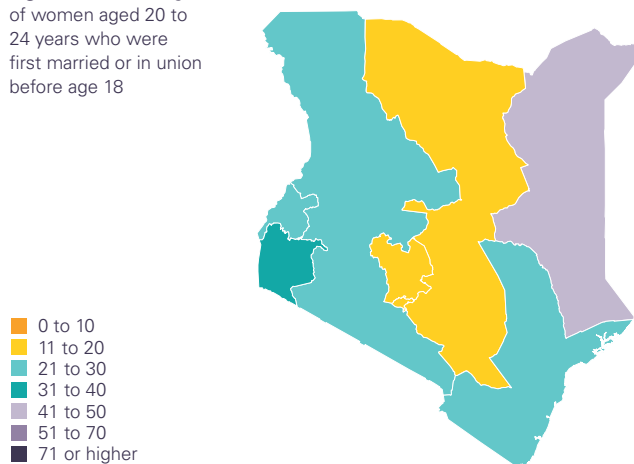 of women aged 20 to
24 years who were
first married or in union
before age 18
0 to 10
11 to 20
21 to 30
31 to 40
41 to 50
51 to 70
71 or higher